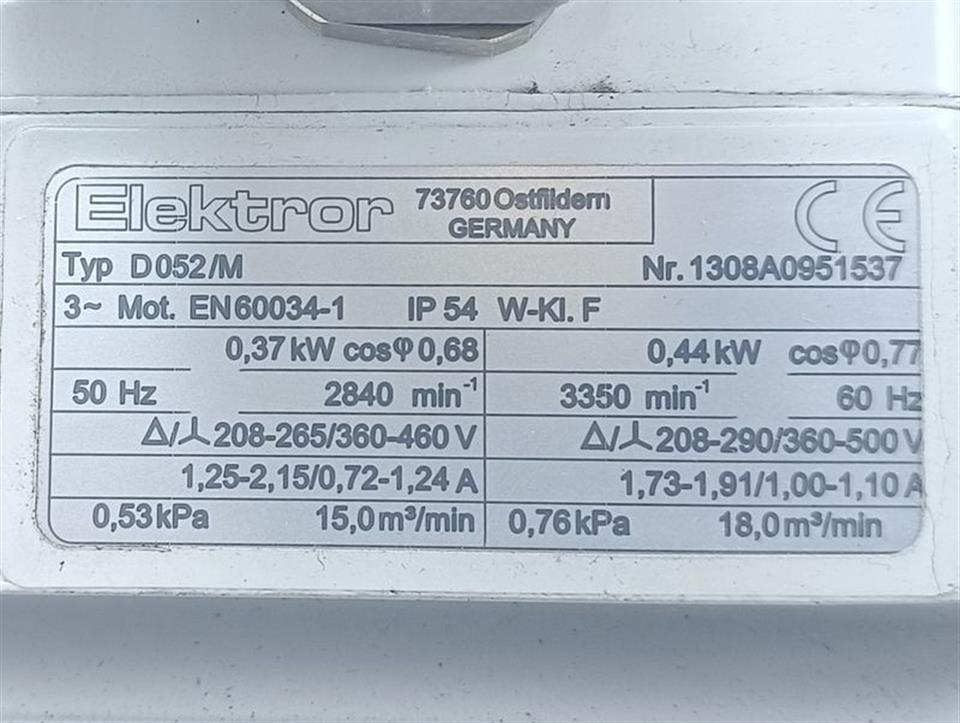 Elektror 73760 Ostfildern
GERMANY
Typ D052/M Nr. 1308A0951537
3~ Mot. EN60034-1 IP 54 W-Kl. F
0,37 kW cosφ 0,68 0,44 kW cosφ 0,77
50 Hz 2840 min⁻¹ 3350 min⁻¹ 60 Hz
Δ/⅄ 208-265/360-460 V Δ/⅄ 208-290/360-500 V
1,25-2,15/0,72-1,24 A 1,73-1,91/1,00-1,10 A
0,53 kPa 15,0 m³/min 0,76 kPa 18,0 m³/min
CE